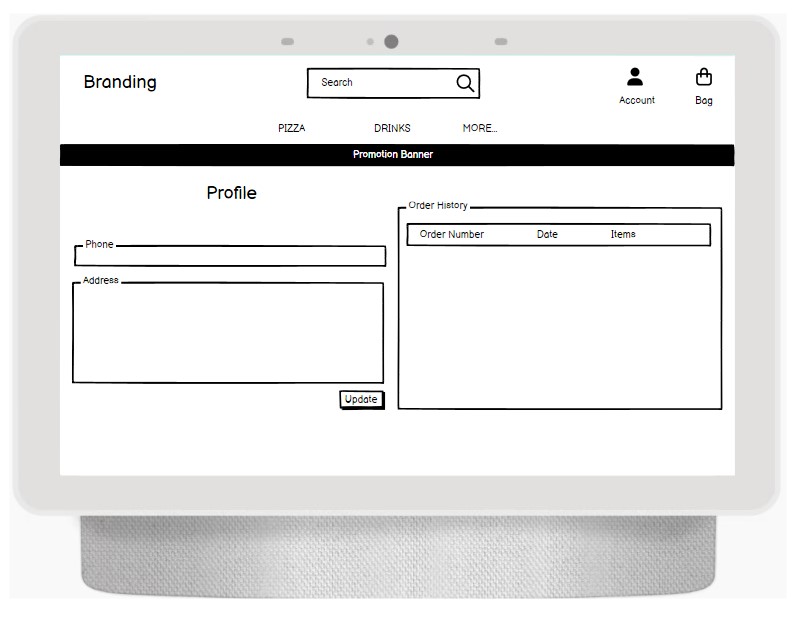 Branding
Search
Account
Bag
PIZZA DRINKS MORE...
Promotion Banner
Profile
Phone
Address
Update
Order History
Order Number Date Items